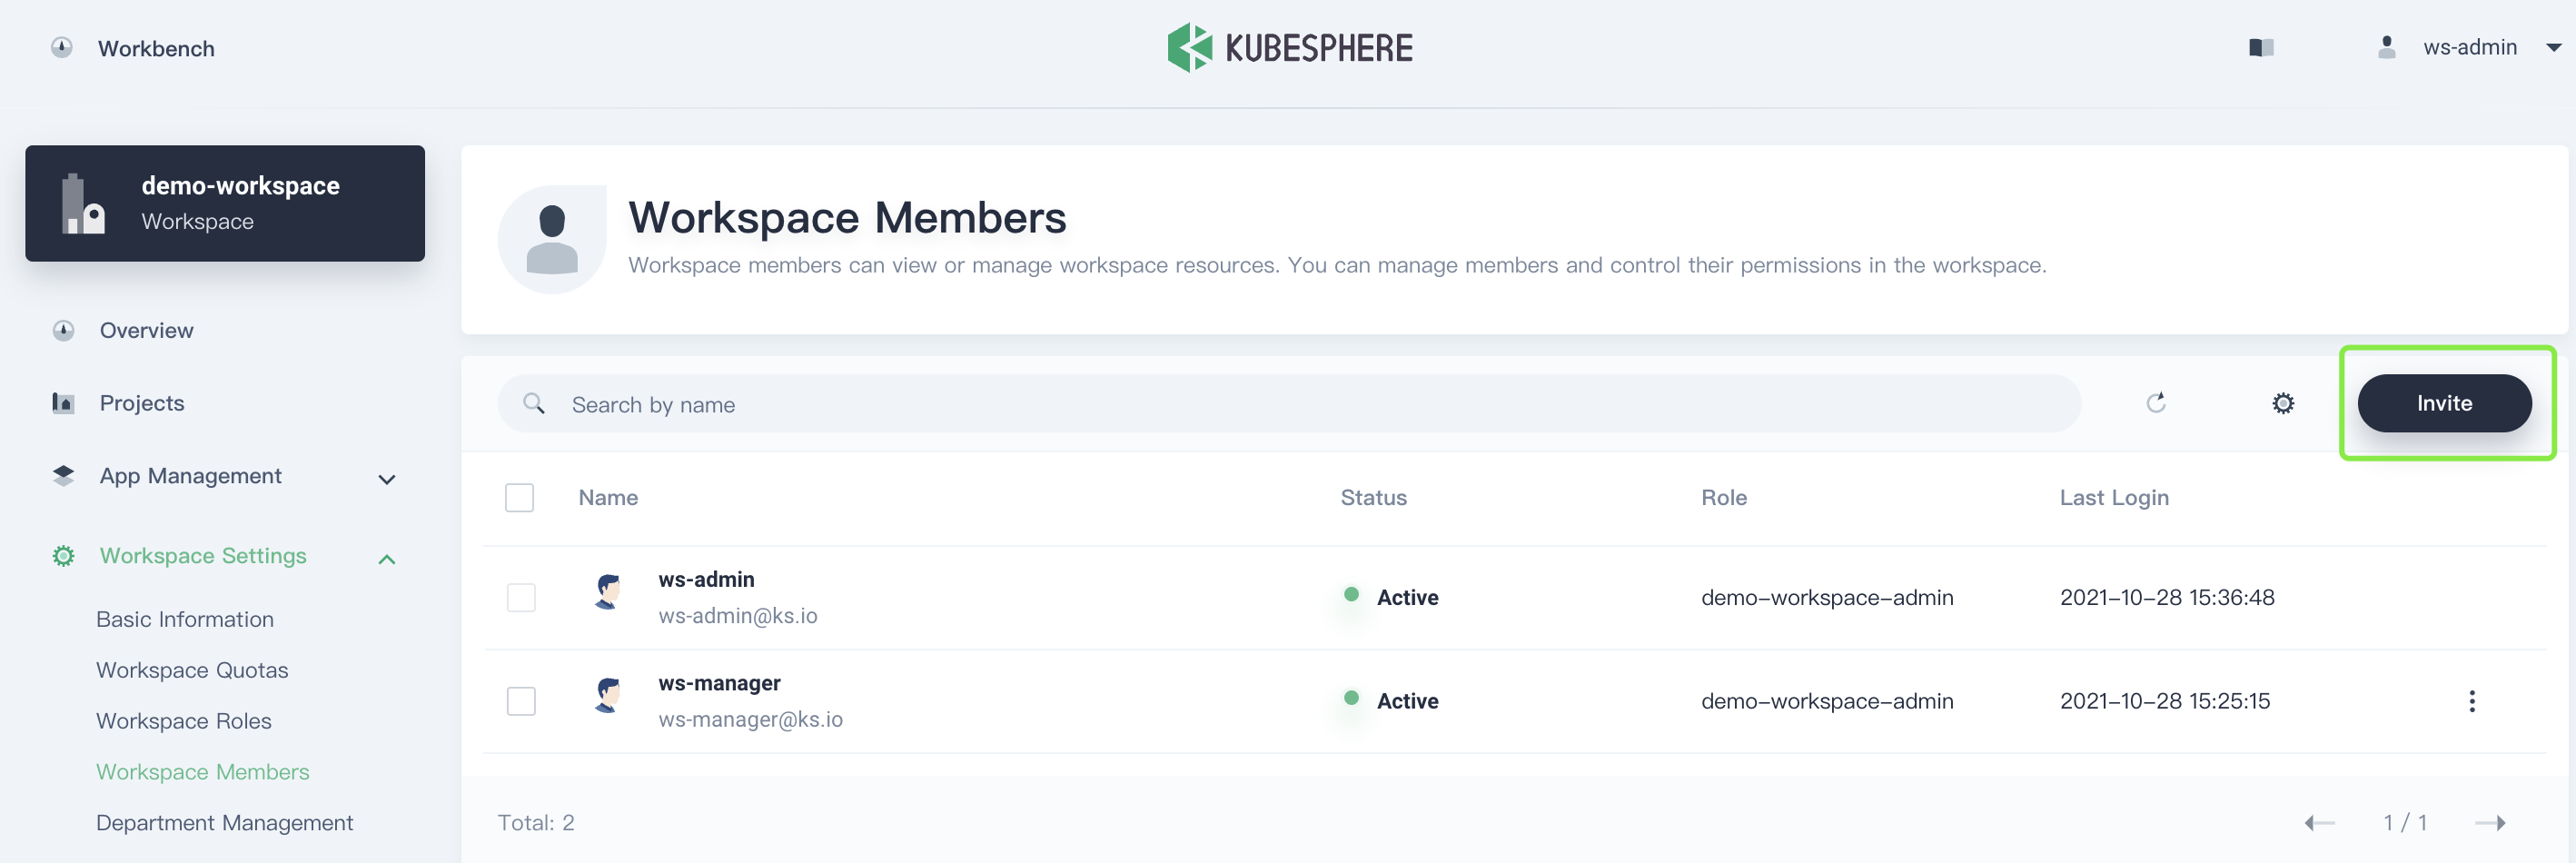 Workbench
KUBESPHERE
ws-admin
demo-workspace
Workspace
Overview
Projects
App Management
Workspace Settings
Basic Information
Workspace Quotas
Workspace Roles
Workspace Members
Department Management
Workspace Members
Workspace members can view or manage workspace resources. You can manage members and control their permissions in the workspace.
Search by name
Invite
Name Status Role Last Login
ws-admin
ws-admin@ks.io
Active demo-workspace-admin 2021-10-28 15:36:48
ws-manager
ws-manager@ks.io
Active demo-workspace-admin 2021-10-28 15:25:15
Total: 2
1 / 1